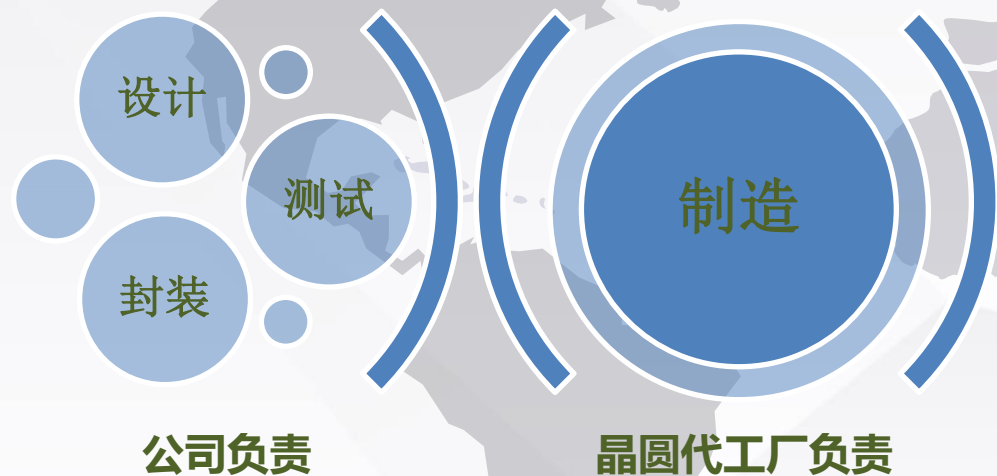 设计
测试
封装
制造
公司负责
晶圆代工厂负责